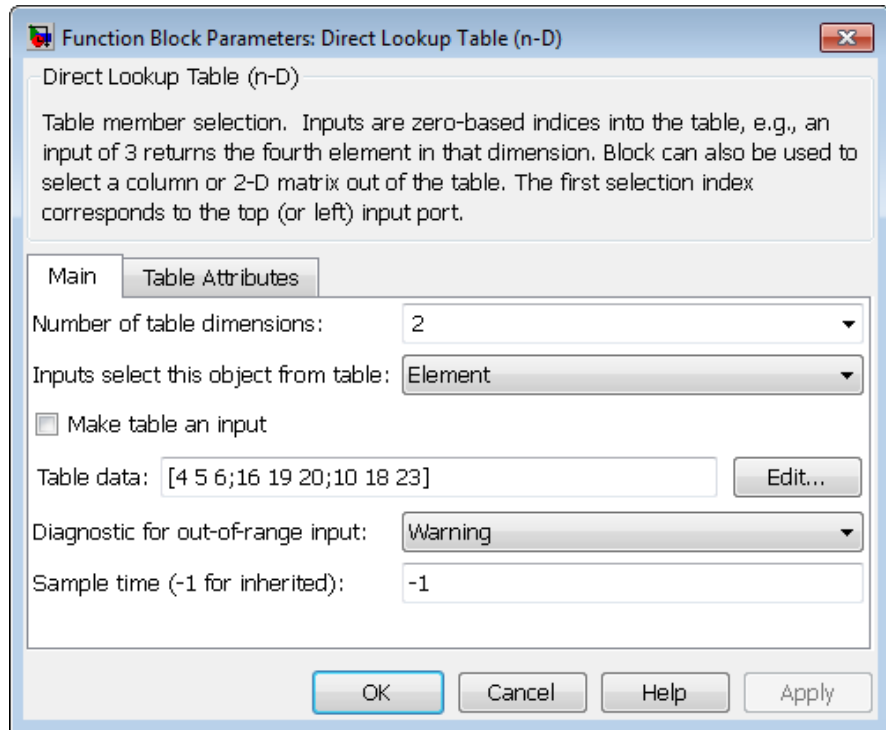 Function Block Parameters: Direct Lookup Table (n-D)
Direct Lookup Table (n-D)
Table member selection. Inputs are zero-based indices into the table, e.g., an
input of 3 returns the fourth element in that dimension. Block can also be used to
select a column or 2-D matrix out of the table. The first selection index
corresponds to the top (or left) input port.
Main Table Attributes
Number of table dimensions: 2
Inputs select this object from table: Element
Make table an input
Table data: [4 5 6;16 19 20;10 18 23] Edit...
Diagnostic for out-of-range input: Warning
Sample time (-1 for inherited): -1
OK Cancel Help Apply